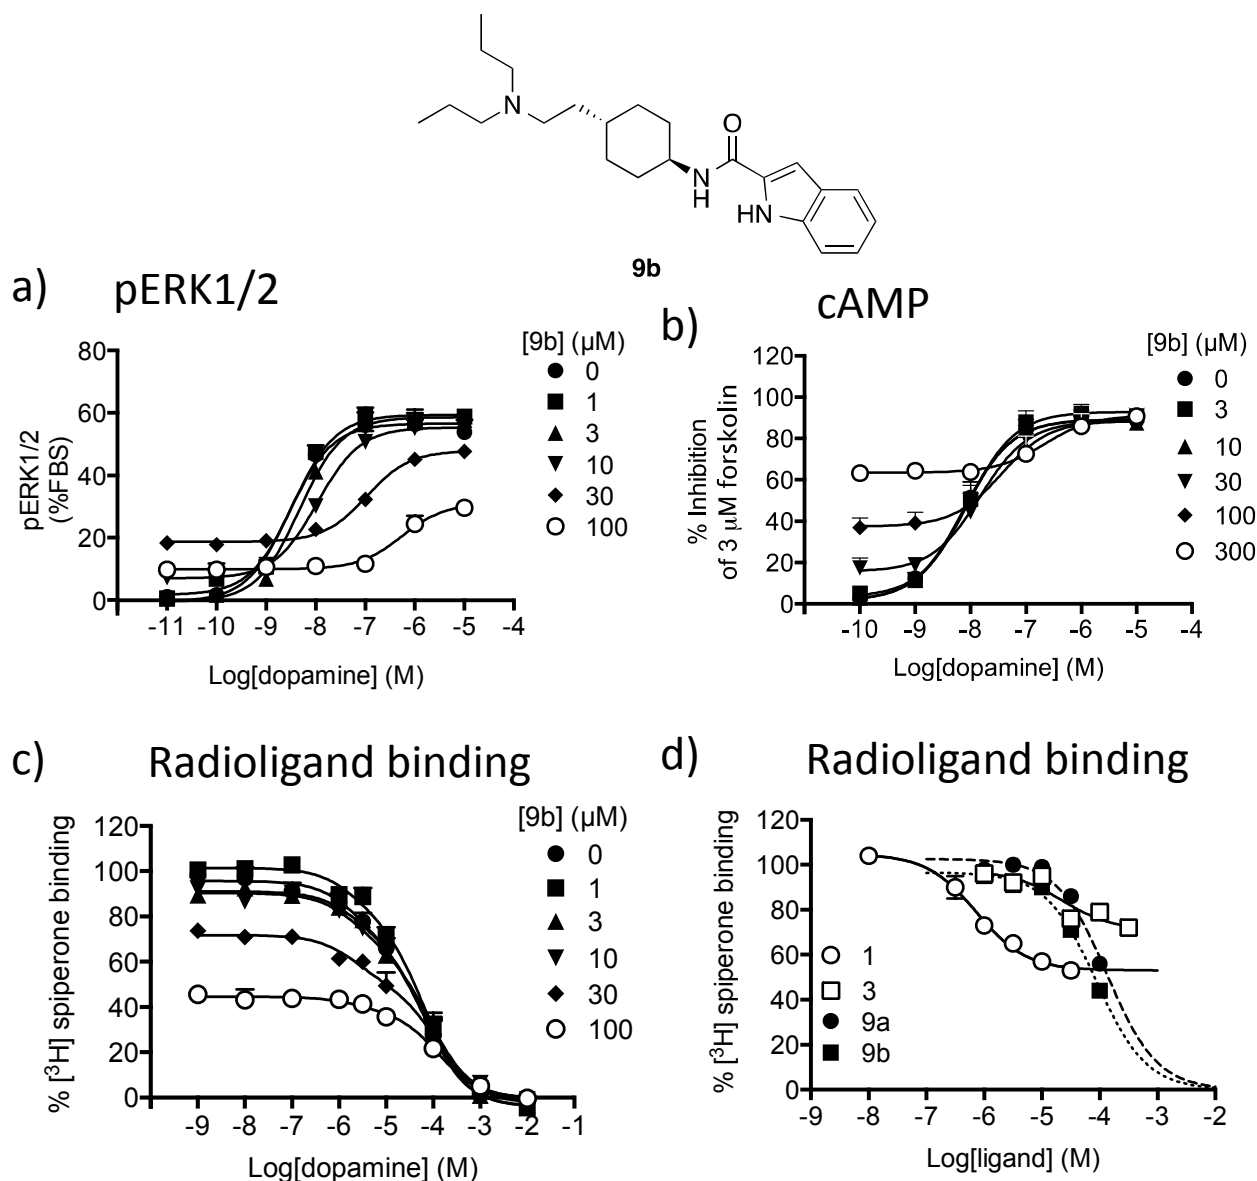 N
O
N
H
HN
9b
a) pERK1/2
pERK1/2
(%FBS)
80
60
40
20
0
-11 -10 -9 -8 -7 -6 -5 -4
Log[dopamine] (M)
[9b] (μM)
0
1
3
10
30
100
b) cAMP
% Inhibition
of 3 μM forskolin
120
100
80
60
40
20
0
-10 -9 -8 -7 -6 -5 -4
Log[dopamine] (M)
[9b] (μM)
0
3
10
30
100
300
c) Radioligand binding
% [³H] spiperone binding
120
100
80
60
40
20
0
-9 -8 -7 -6 -5 -4 -3 -2 -1
Log[dopamine] (M)
[9b] (μM)
0
1
3
10
30
100
d) Radioligand binding
% [³H] spiperone binding
120
100
80
60
40
20
0
1
3
9a
9b
-9 -8 -7 -6 -5 -4 -3 -2
Log[ligand] (M)